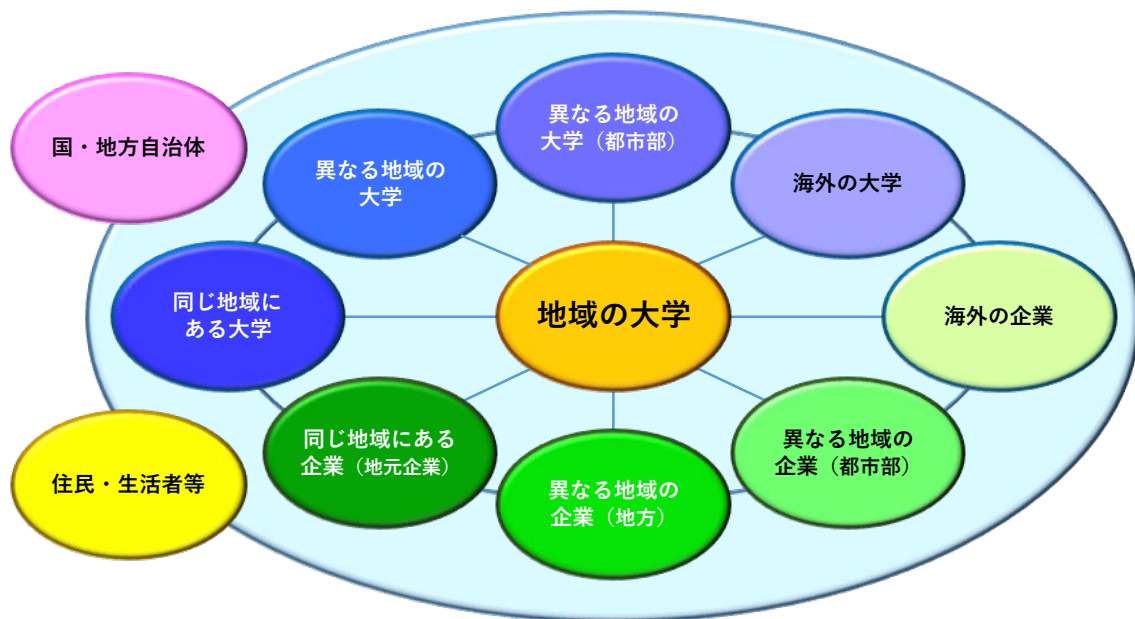 国・地方自治体
異なる地域の
大学
異なる地域の
大学（都市部）
海外の大学
同じ地域に
ある大学
地域の大学
海外の企業
住民・生活者等
同じ地域にある
企業（地元企業）
異なる地域の
企業（地方）
異なる地域の
企業（都市部）